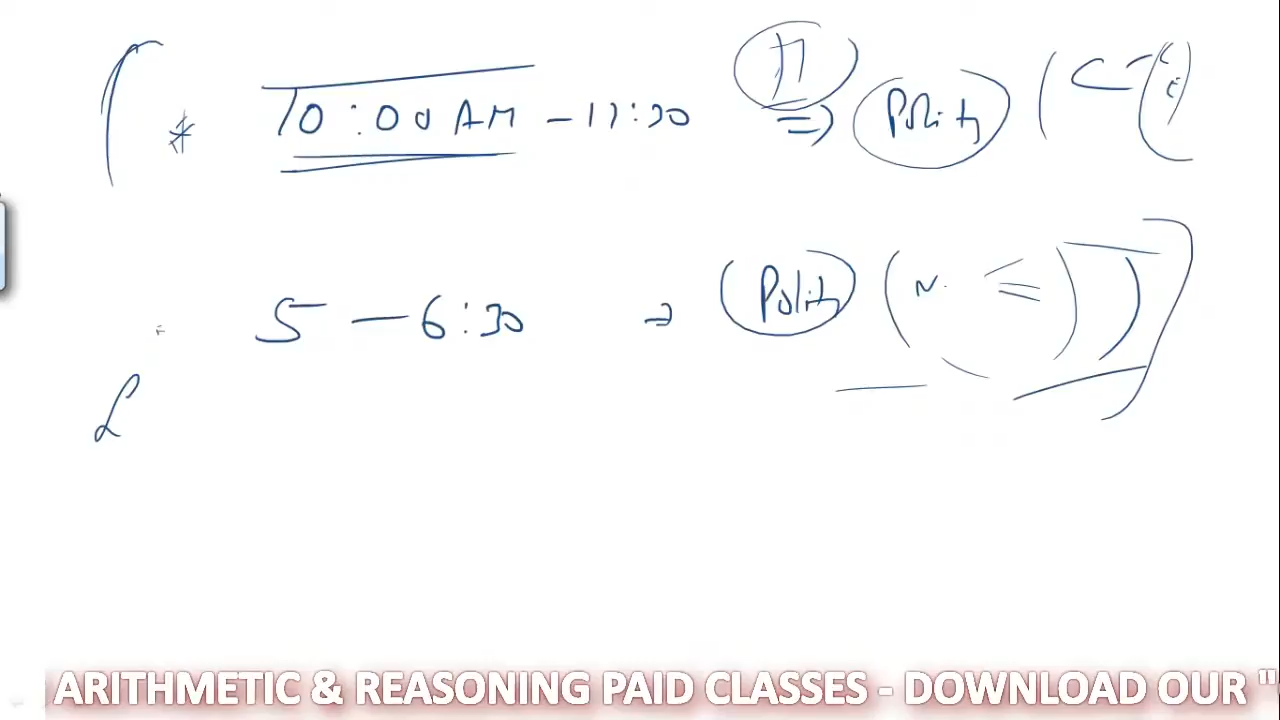 * 10:00 AM - 11:30 ⇒ Polity
5 - 6:30 → Polity (N.
ARITHMETIC & REASONING PAID CLASSES - DOWNLOAD OUR "